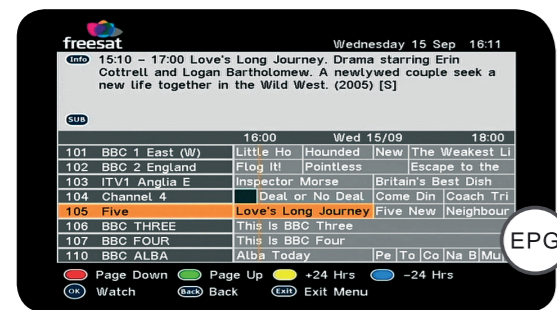 freesat
Wednesday 15 Sep 16:11
Info 15:10 – 17:00 Love's Long Journey. Drama starring Erin
Cottrell and Logan Bartholomew. A newlywed couple seek a
new life together in the Wild West. (2005) [S]
SUB
16:00 Wed 15/09 18:00
101 BBC 1 East (W) Little Ho Hounded New The Weakest Li
102 BBC 2 England Flog It! Pointless Escape to the
103 ITV1 Anglia E Inspector Morse Britain's Best Dish
104 Channel 4 Deal or No Deal Come Din Coach Tri
105 Five Love's Long Journey Five New Neighbour
106 BBC THREE This Is BBC Three
107 BBC FOUR This Is BBC Four
110 BBC ALBA Alba Today Pe To Co Na B Mu
EPG
Page Down Page Up +24 Hrs -24 Hrs
OK Watch Back Back Exit Exit Menu